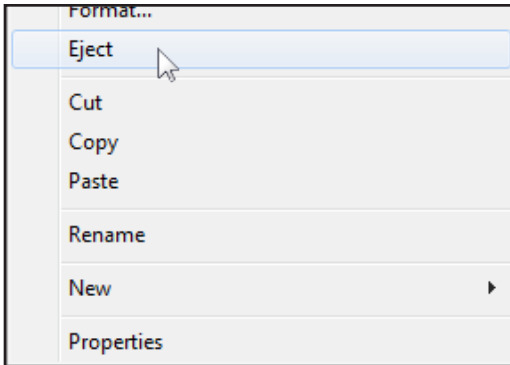 Format...
Eject
Cut
Copy
Paste
Rename
New
Properties